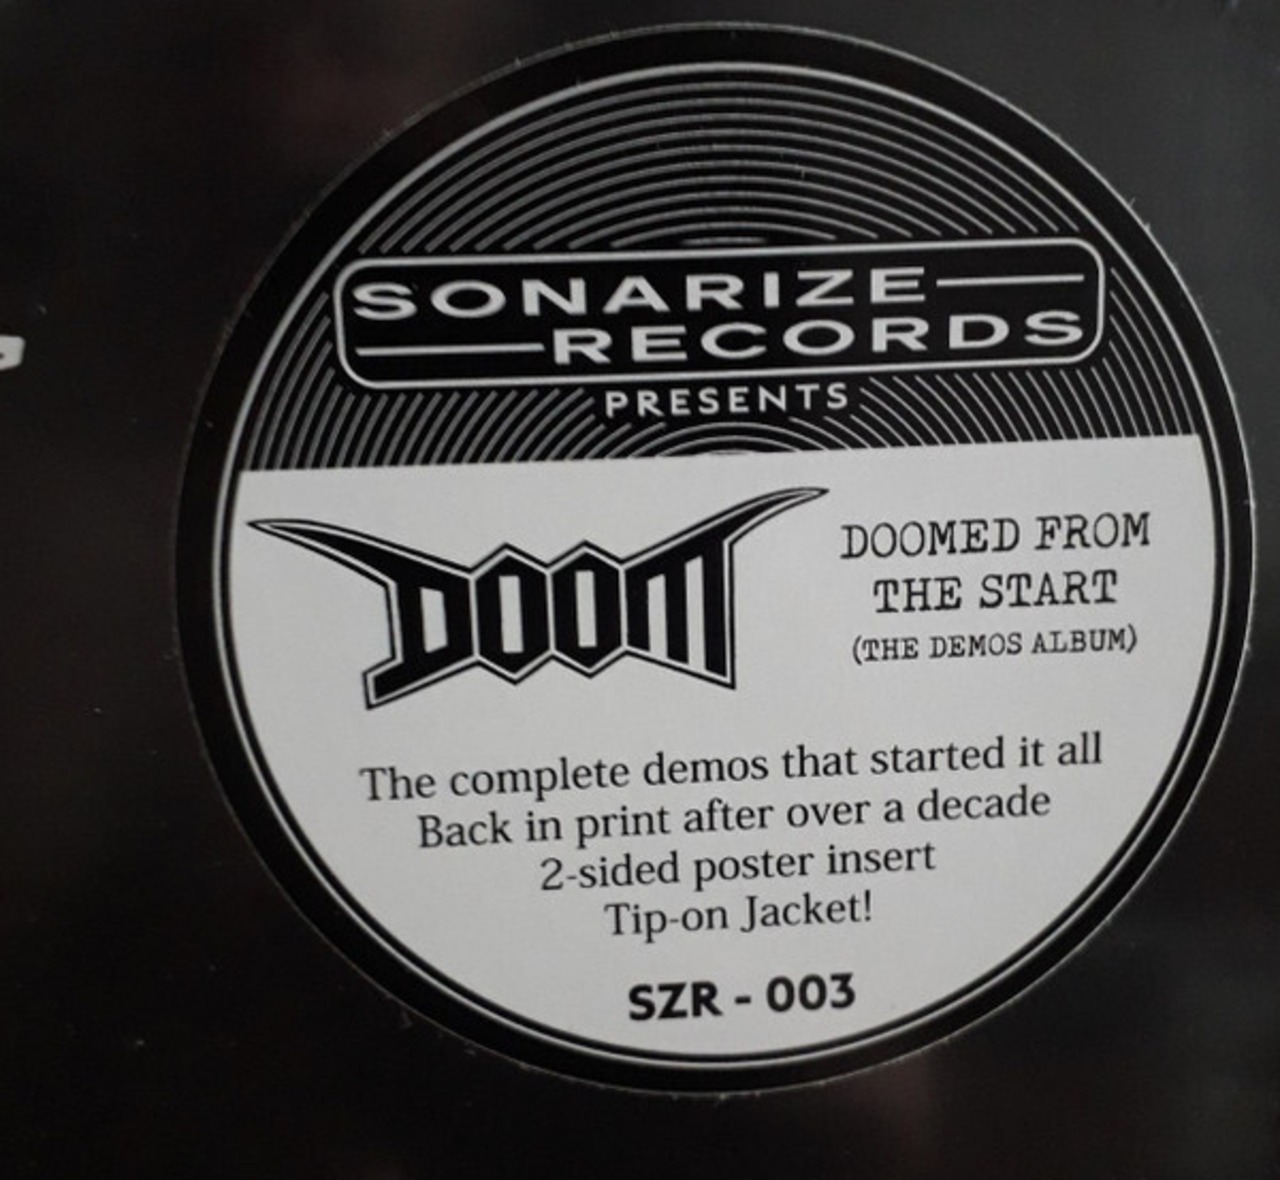 SONARIZE
RECORDS
PRESENTS
DOOM
DOOMED FROM
THE START
(THE DEMOS ALBUM)
The complete demos that started it all
Back in print after over a decade
2-sided poster insert
Tip-on Jacket!
SZR - 003